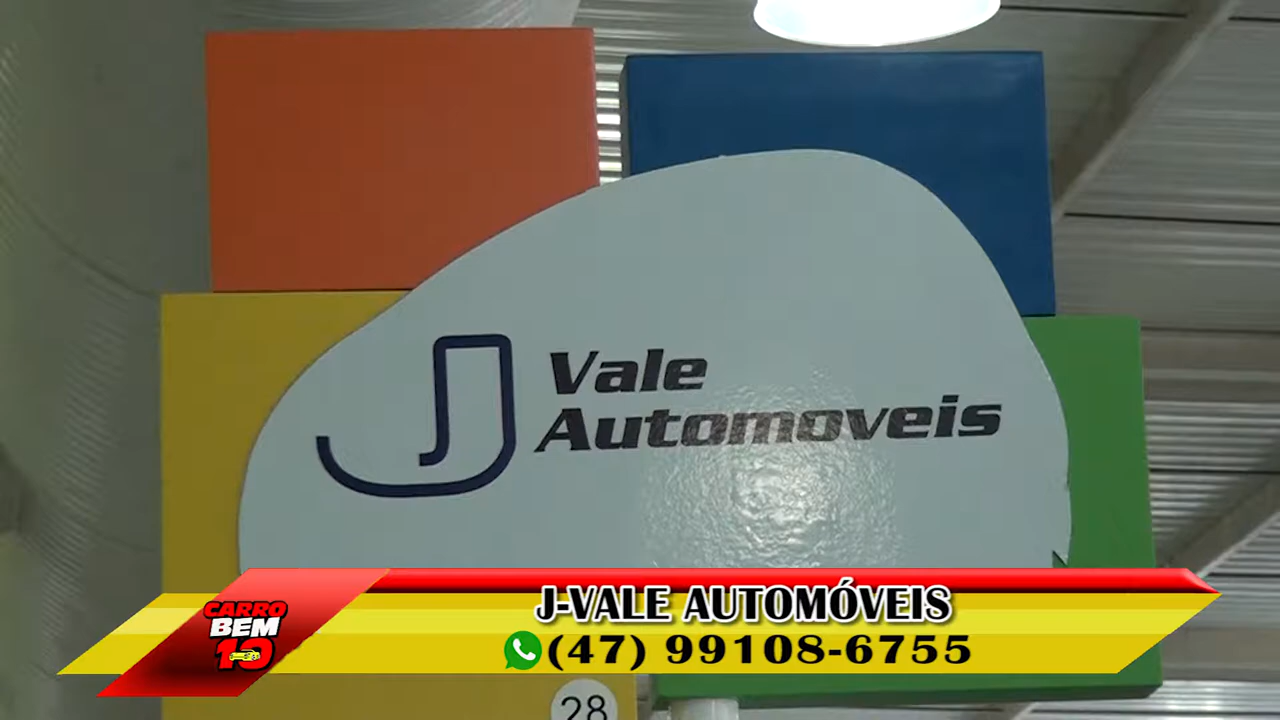 J Vale
Automoveis
J-VALE AUTOMÓVEIS
(47) 99108-6755
CARRO
BEM
10
28